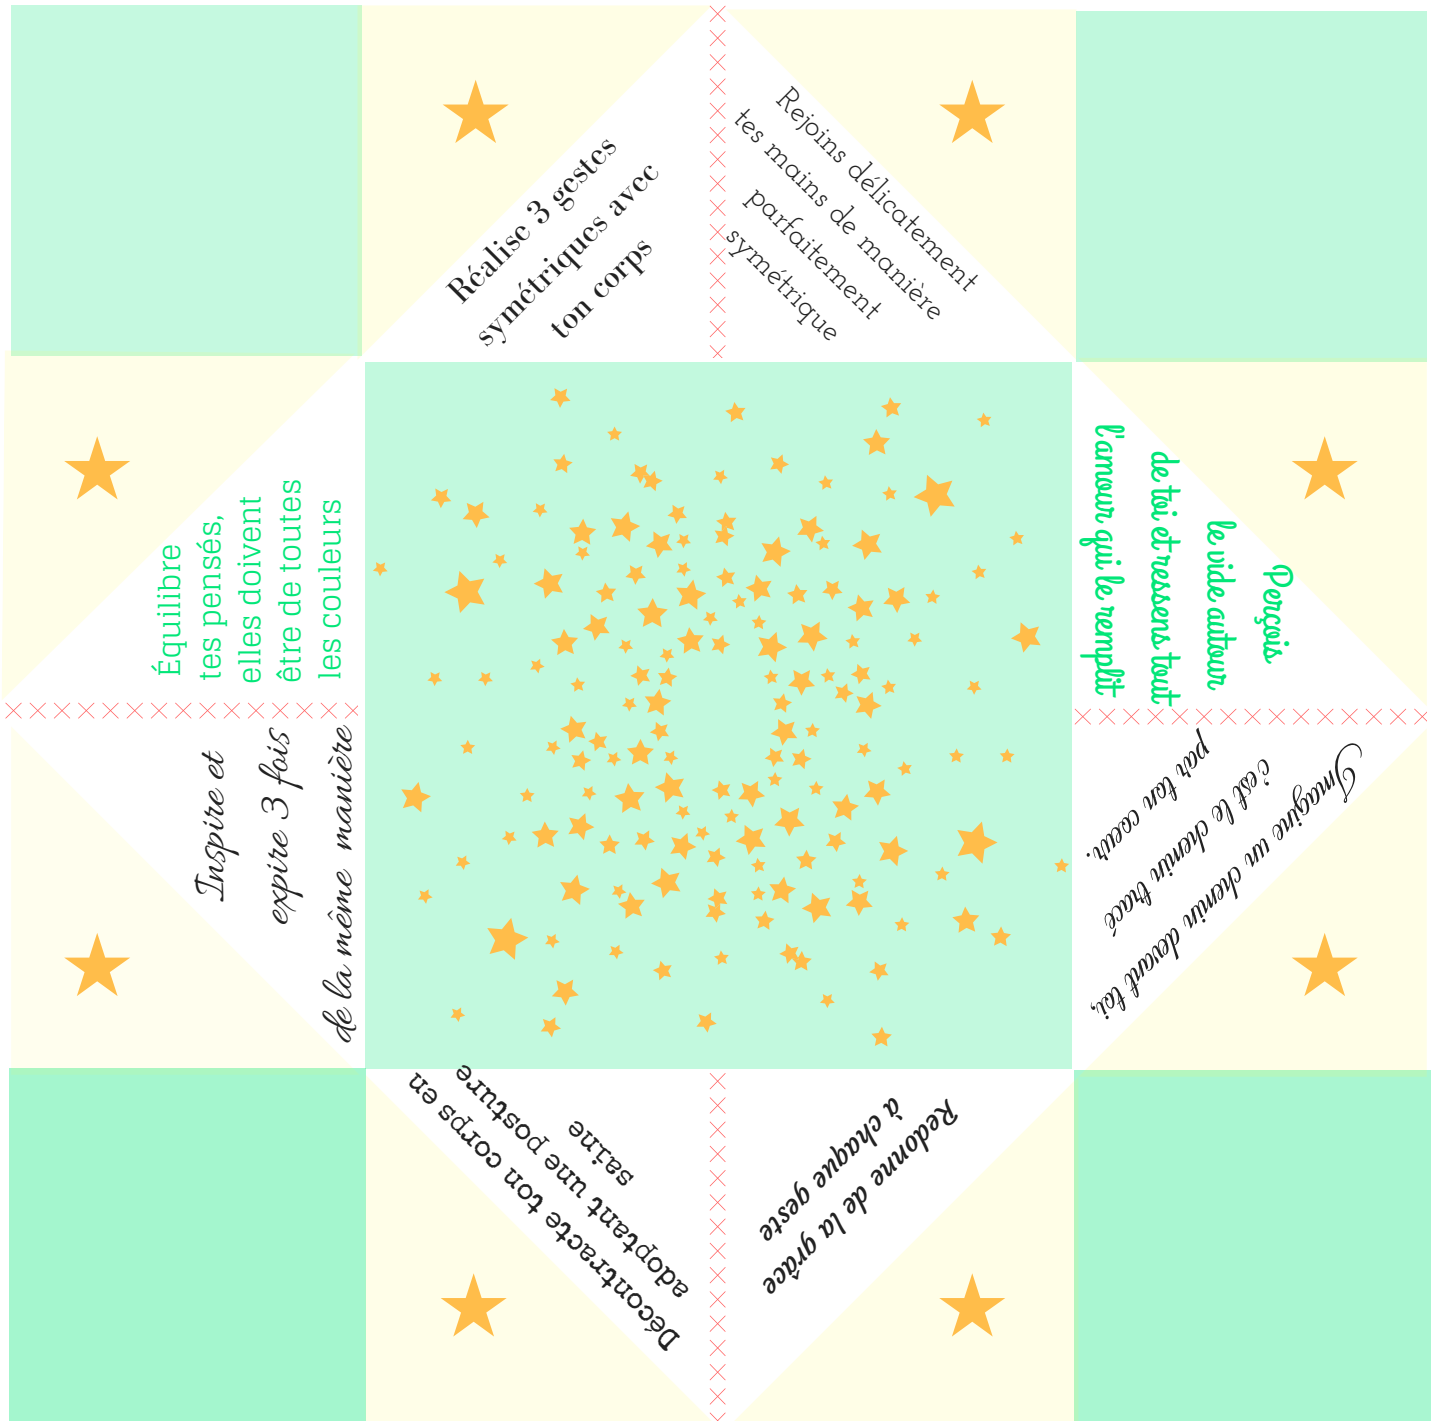 Réalise 3 gestes
symétriques avec
ton corps
Rejoins délicatement
tes mains de manière
parfaitement
symétrique
Perçois
le vide autour
de toi et ressens tout
l'amour qui le remplit
Imagine un chemin devant toi,
c'est le chemin tracé
par ton coeur.
Redonne de la grâce
à chaque geste
Décontracte ton corps en
adoptant une posture
saine
Inspire et
expire 3 fois
de la même manière
Équilibre
tes pensés,
elles doivent
être de toutes
les couleurs